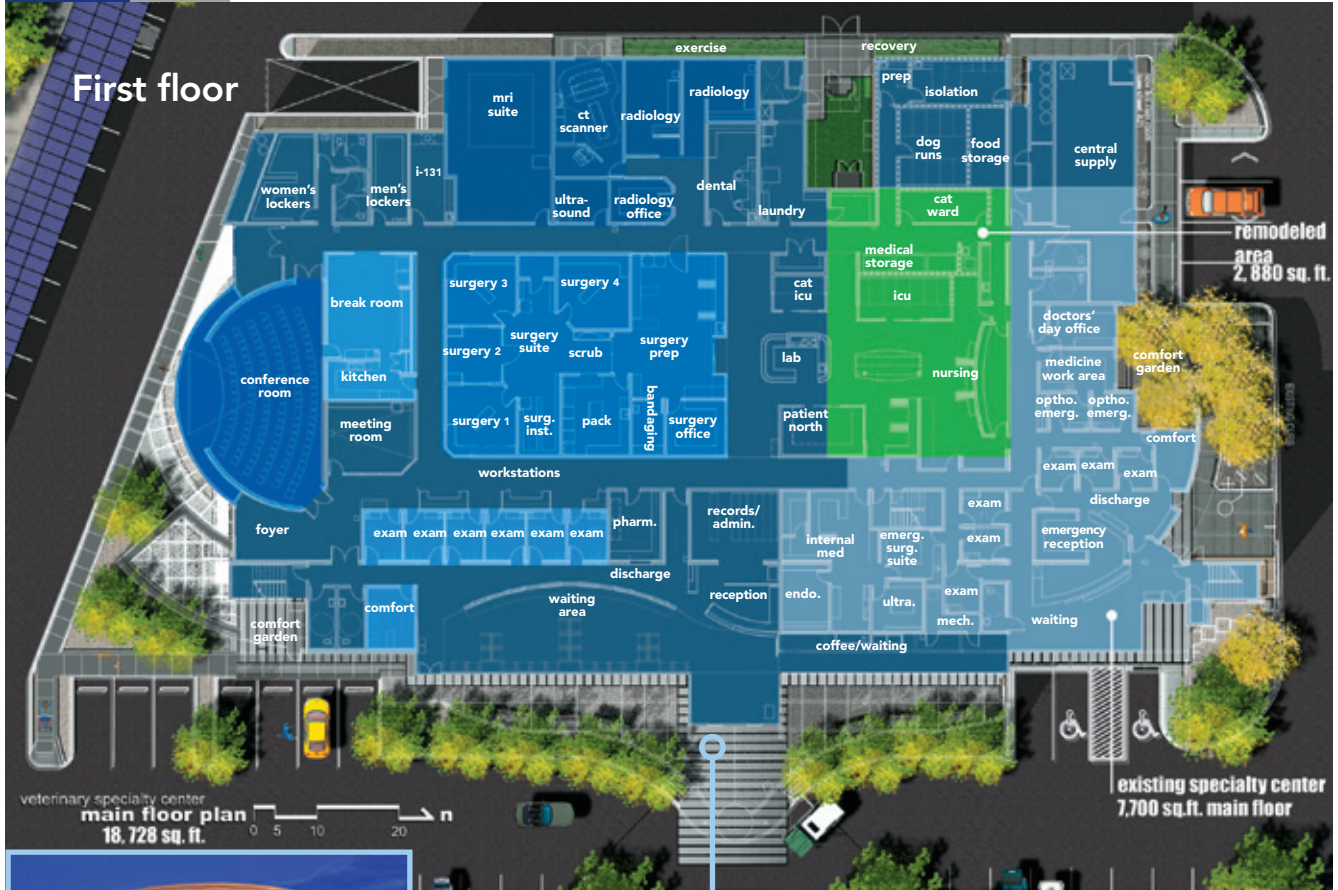 First floor
exercise
recovery
mri
suite
ct
scanner
radiology
radiology
prep
isolation
dog
runs
food
storage
central
supply
women's
lockers
men's
lockers
i-131
ultra-
sound
radiology
office
dental
laundry
cat
ward
remodeled
area
2,880 sq. ft.
medical
storage
break room
surgery 3
surgery 4
cat
icu
icu
surgery
suite
surgery 2
scrub
surgery
prep
lab
doctors'
day office
conference
room
kitchen
nursing
medicine
work area
comfort
garden
meeting
room
surgery 1
surg.
inst.
pack
bandaging
surgery
office
patient
north
optho.
emerg.
optho.
emerg.
comfort
workstations
exam
exam
exam
discharge
foyer
exam
exam
exam
exam
exam
exam
pharm.
records/
admin.
internal
med
emerg.
surg.
suite
exam
exam
emergency
reception
discharge
comfort
waiting
area
reception
endo.
ultra.
exam
mech.
waiting
comfort
garden
coffee/waiting
veterinary specialty center
main floor plan
18,728 sq. ft.
0 5 10 20 n
existing specialty center
7,700 sq.ft. main floor